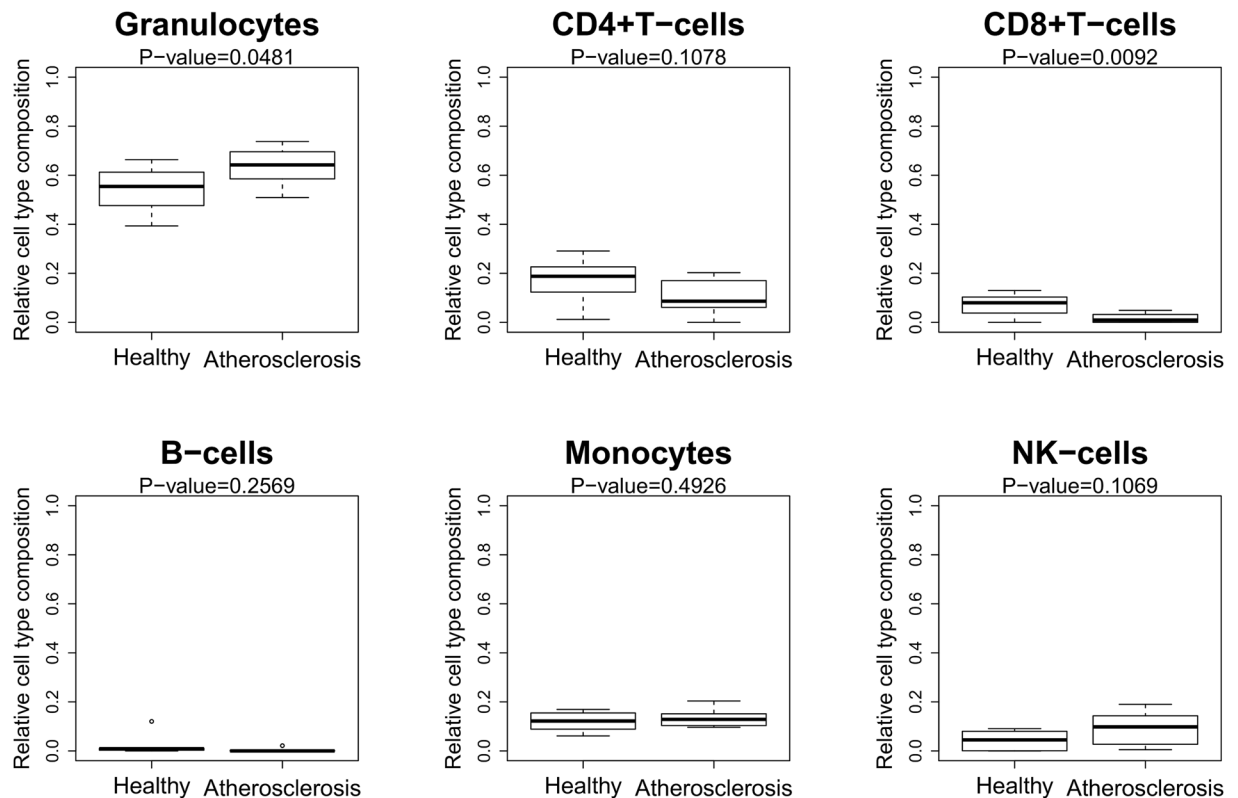 Granulocytes
P−value=0.0481
Relative cell type composition
1.0
0.8
0.6
0.4
0.2
0.0
Healthy
Atherosclerosis
CD4+T−cells
P−value=0.1078
Relative cell type composition
1.0
0.8
0.6
0.4
0.2
0.0
Healthy
Atherosclerosis
CD8+T−cells
P−value=0.0092
Relative cell type composition
1.0
0.8
0.6
0.4
0.2
0.0
Healthy
Atherosclerosis
B−cells
P−value=0.2569
Relative cell type composition
1.0
0.8
0.6
0.4
0.2
0.0
Healthy
Atherosclerosis
Monocytes
P−value=0.4926
Relative cell type composition
1.0
0.8
0.6
0.4
0.2
0.0
Healthy
Atherosclerosis
NK−cells
P−value=0.1069
Relative cell type composition
1.0
0.8
0.6
0.4
0.2
0.0
Healthy
Atherosclerosis